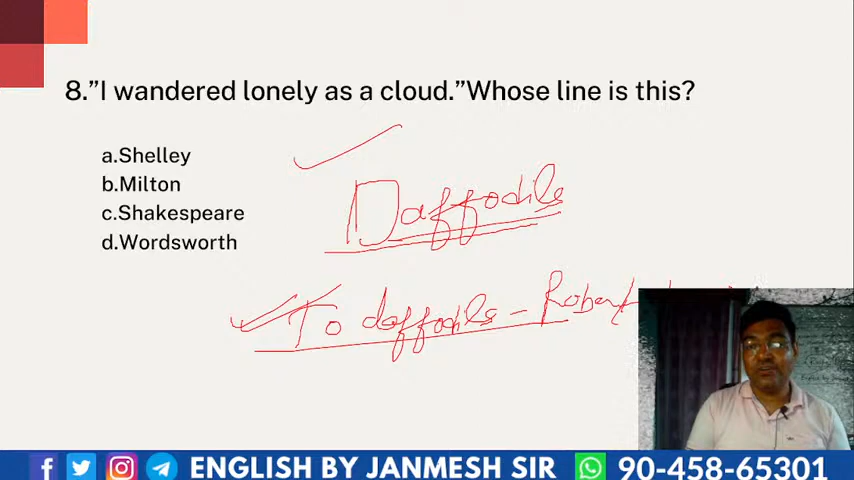 8."I wandered lonely as a cloud."Whose line is this?
a.Shelley
b.Milton
c.Shakespeare
d.Wordsworth
Daffodils
To daffodils - Robert
ENGLISH BY JANMESH SIR
90-458-65301